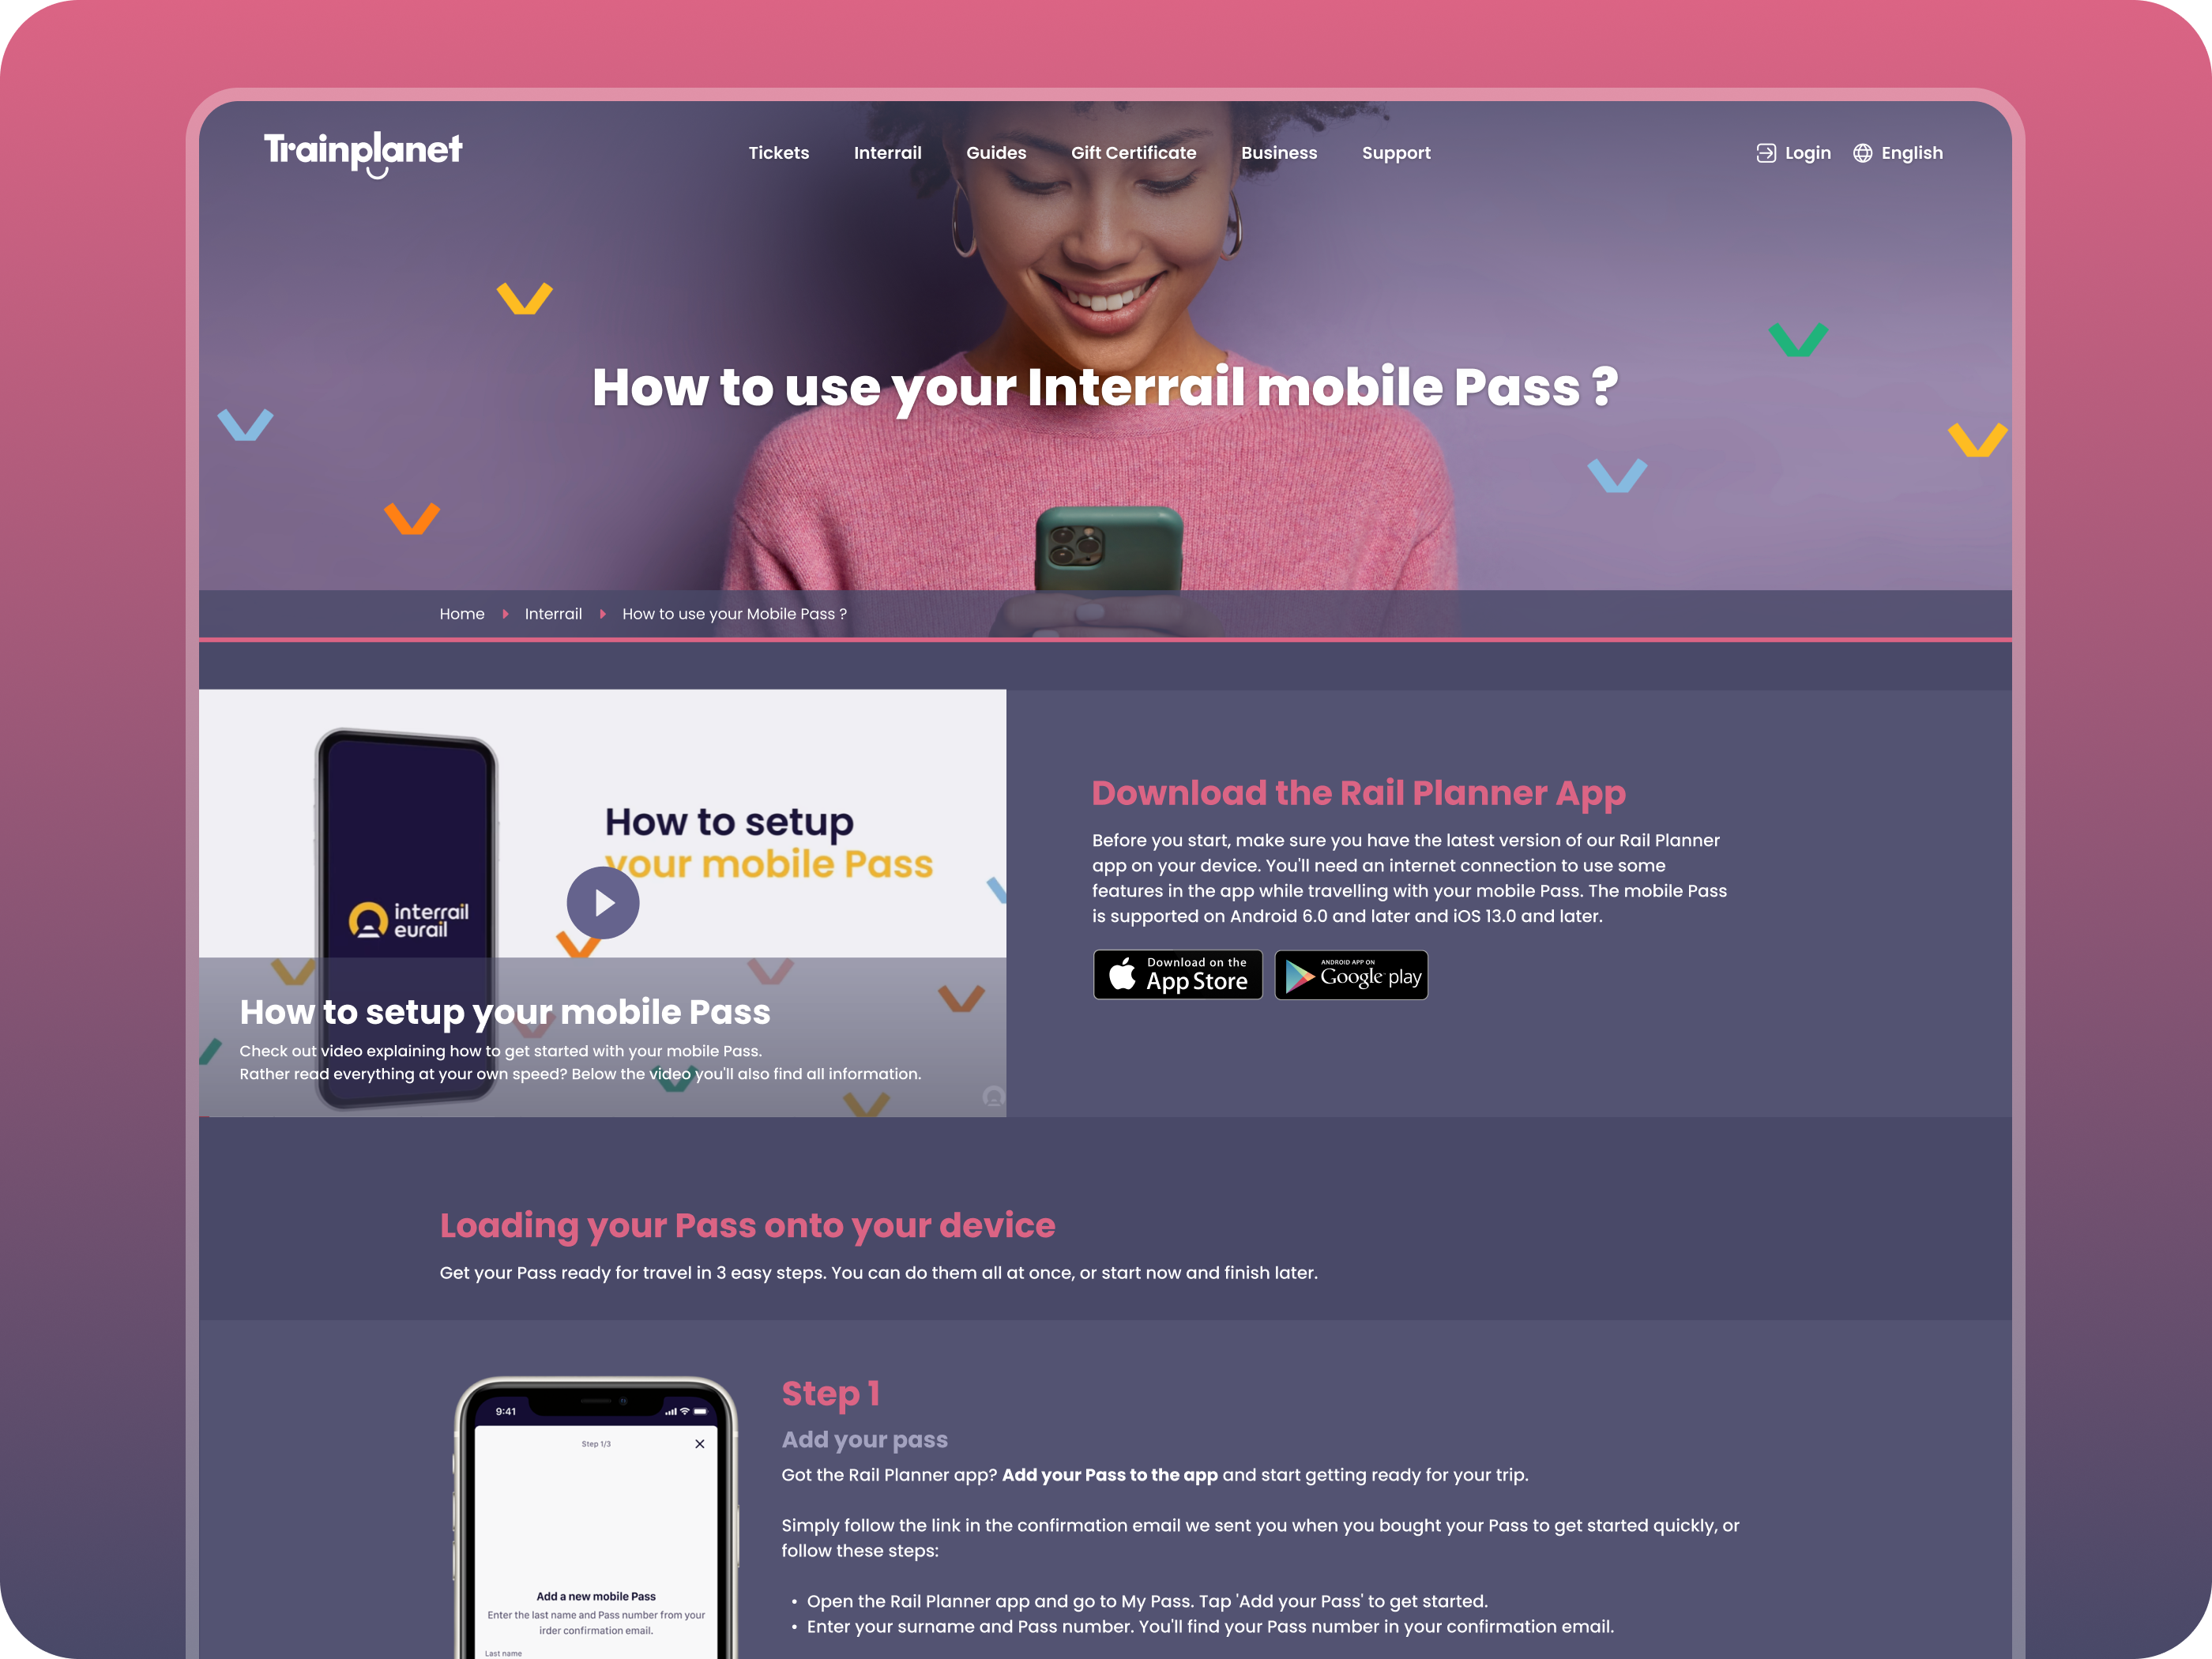 Trainplanet
Tickets Interrail Guides Gift Certificate Business Support
Login English
How to use your Interrail mobile Pass ?
Home Interrail How to use your Mobile Pass ?
How to setup
your mobile Pass
interrail
eurail
How to setup your mobile Pass
Check out video explaining how to get started with your mobile Pass.
Rather read everything at your own speed? Below the video you'll also find all information.
Download the Rail Planner App
Before you start, make sure you have the latest version of our Rail Planner
app on your device. You'll need an internet connection to use some
features in the app while travelling with your mobile Pass. The mobile Pass
is supported on Android 6.0 and later and iOS 13.0 and later.
Download on the
App Store
ANDROID APP ON
Google play
Loading your Pass onto your device
Get your Pass ready for travel in 3 easy steps. You can do them all at once, or start now and finish later.
9:41
Step 1/3
Add a new mobile Pass
Enter the last name and Pass number from your
irder confirmation email.
Last name
Step 1
Add your pass
Got the Rail Planner app? Add your Pass to the app and start getting ready for your trip.
Simply follow the link in the confirmation email we sent you when you bought your Pass to get started quickly, or
follow these steps:
• Open the Rail Planner app and go to My Pass. Tap 'Add your Pass' to get started.
• Enter your surname and Pass number. You'll find your Pass number in your confirmation email.